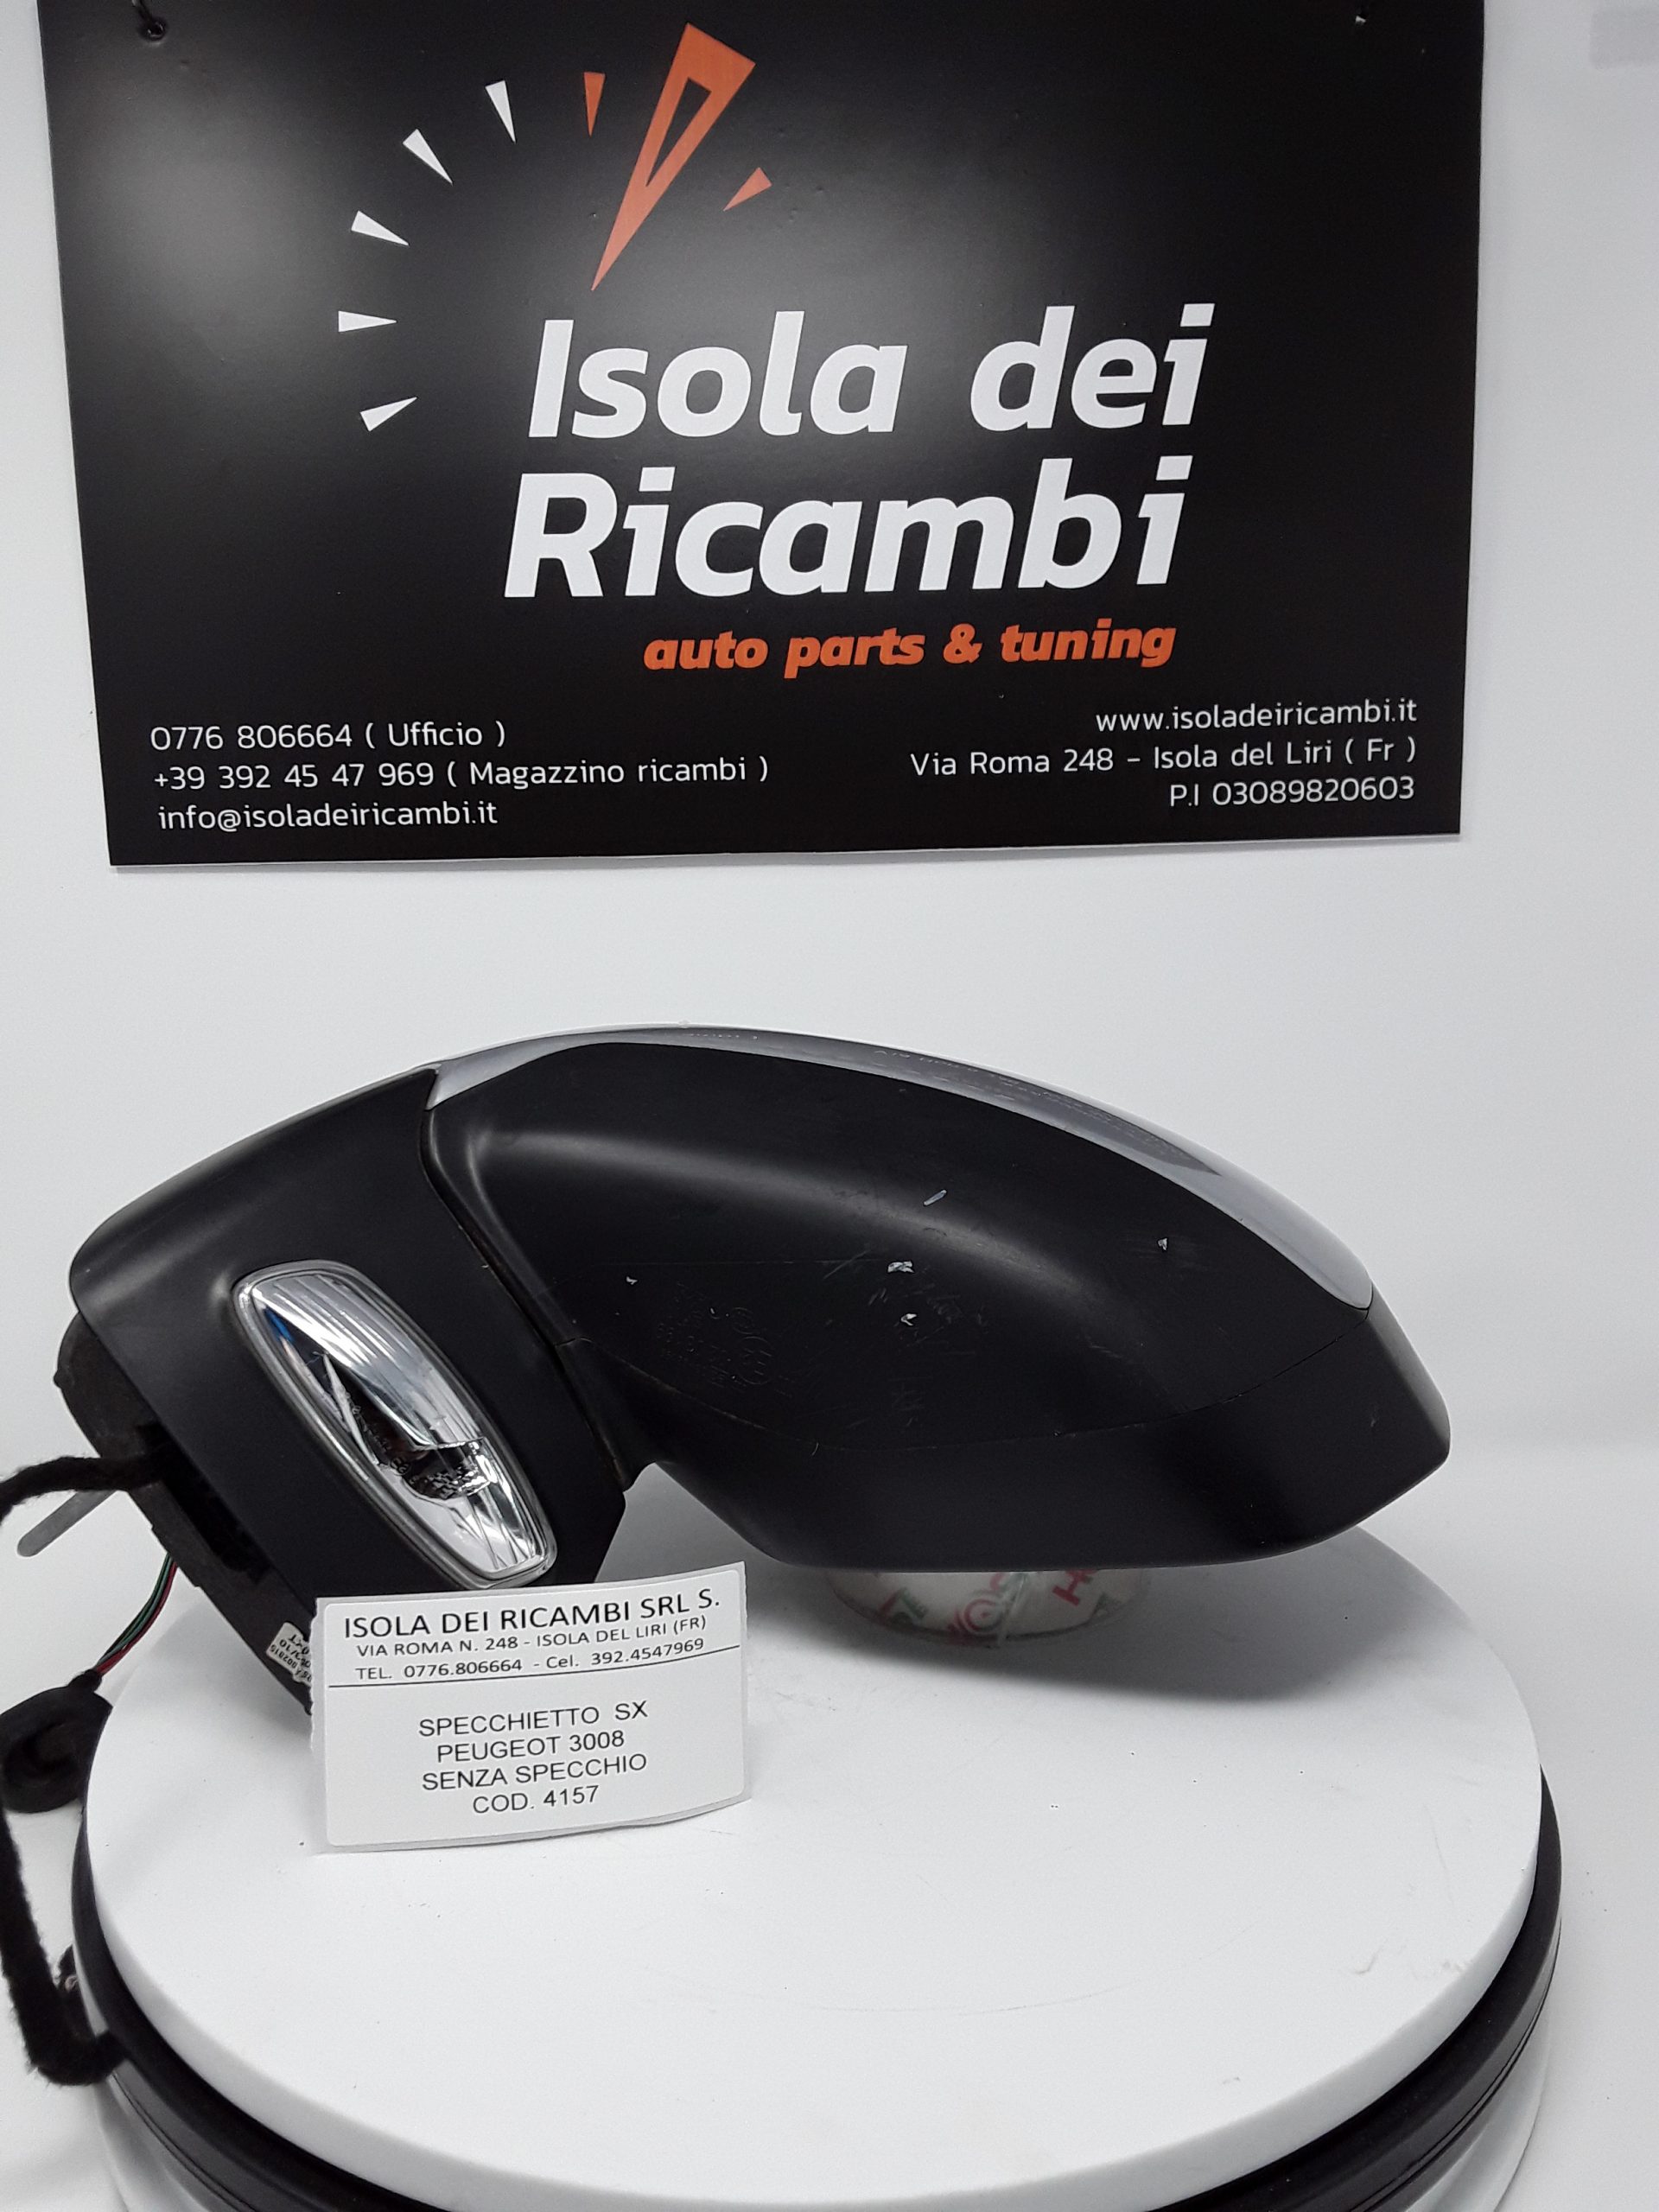 Isola dei
Ricambi
auto parts & tuning
0776 806664 ( Ufficio )
+39 392 45 47 969 ( Magazzino ricambi )
info@isoladeiricambi.it
www.isoladeiricambi.it
Via Roma 248 - Isola del Liri ( Fr )
P.I 03089820603
ISOLA DEI RICAMBI SRL S.
VIA ROMA N. 248 - ISOLA DEL LIRI (FR)
TEL. 0776.806664 - Cel. 392.4547969
SPECCHIETTO SX
PEUGEOT 3008
SENZA SPECCHIO
COD. 4157